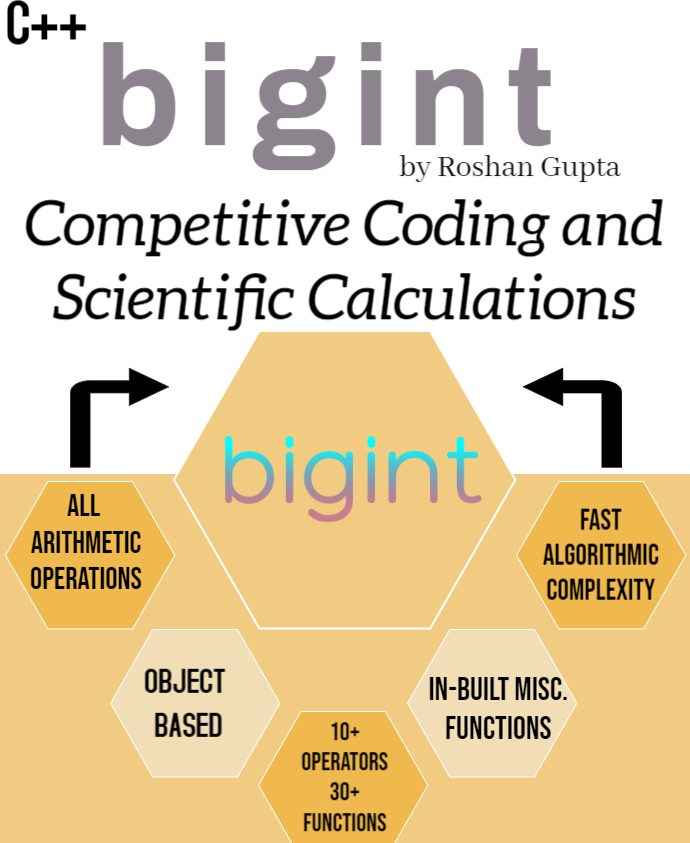 C++
bigint
by Roshan Gupta
Competitive Coding and
Scientific Calculations
bigint
ALL
ARITHMETIC
OPERATIONS
FAST
ALGORITHMIC
COMPLEXITY
OBJECT
BASED
IN-BUILT MISC.
FUNCTIONS
10+
OPERATORS
30+
FUNCTIONS